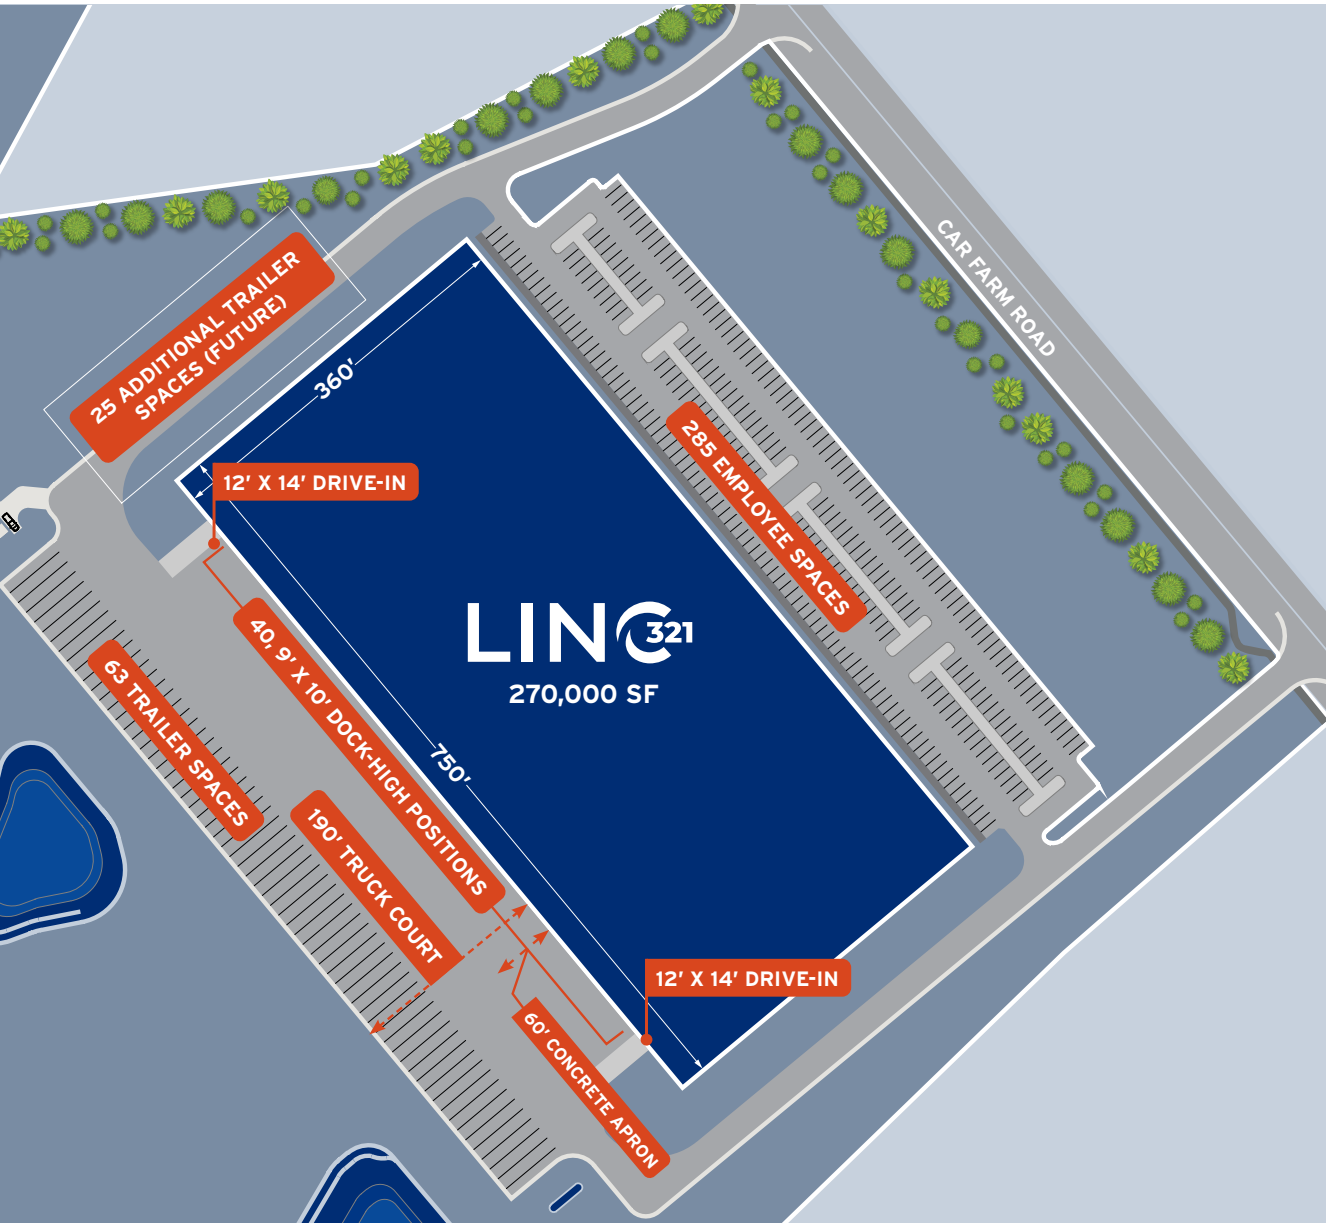 CAR FARM ROAD
25 ADDITIONAL TRAILER
SPACES (FUTURE)
360'
12' X 14' DRIVE-IN
285 EMPLOYEE SPACES
LINC
321
270,000 SF
40, 9' X 10' DOCK-HIGH POSITIONS
63 TRAILER SPACES
750'
190' TRUCK COURT
12' X 14' DRIVE-IN
60' CONCRETE APRON